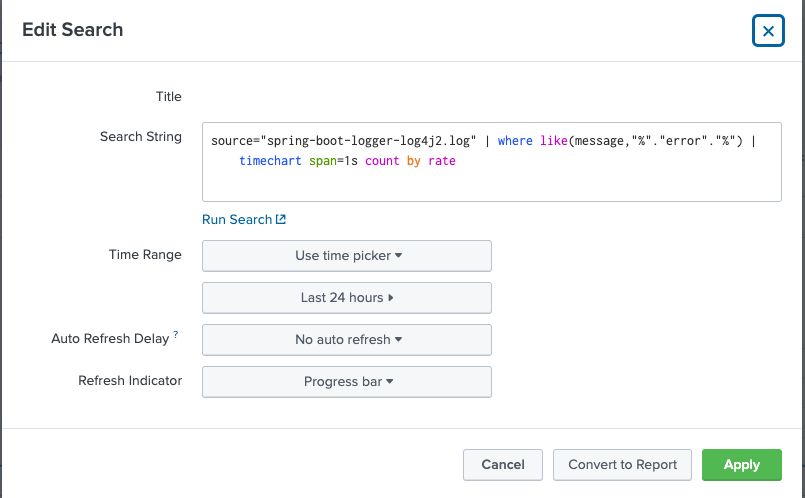 Edit Search
Title
Search String
source="spring-boot-logger-log4j2.log" | where like(message,"%"."error"."%") |
timechart span=1s count by rate
Run Search
Time Range
Use time picker
Last 24 hours
Auto Refresh Delay ?
No auto refresh
Refresh Indicator
Progress bar
Cancel
Convert to Report
Apply